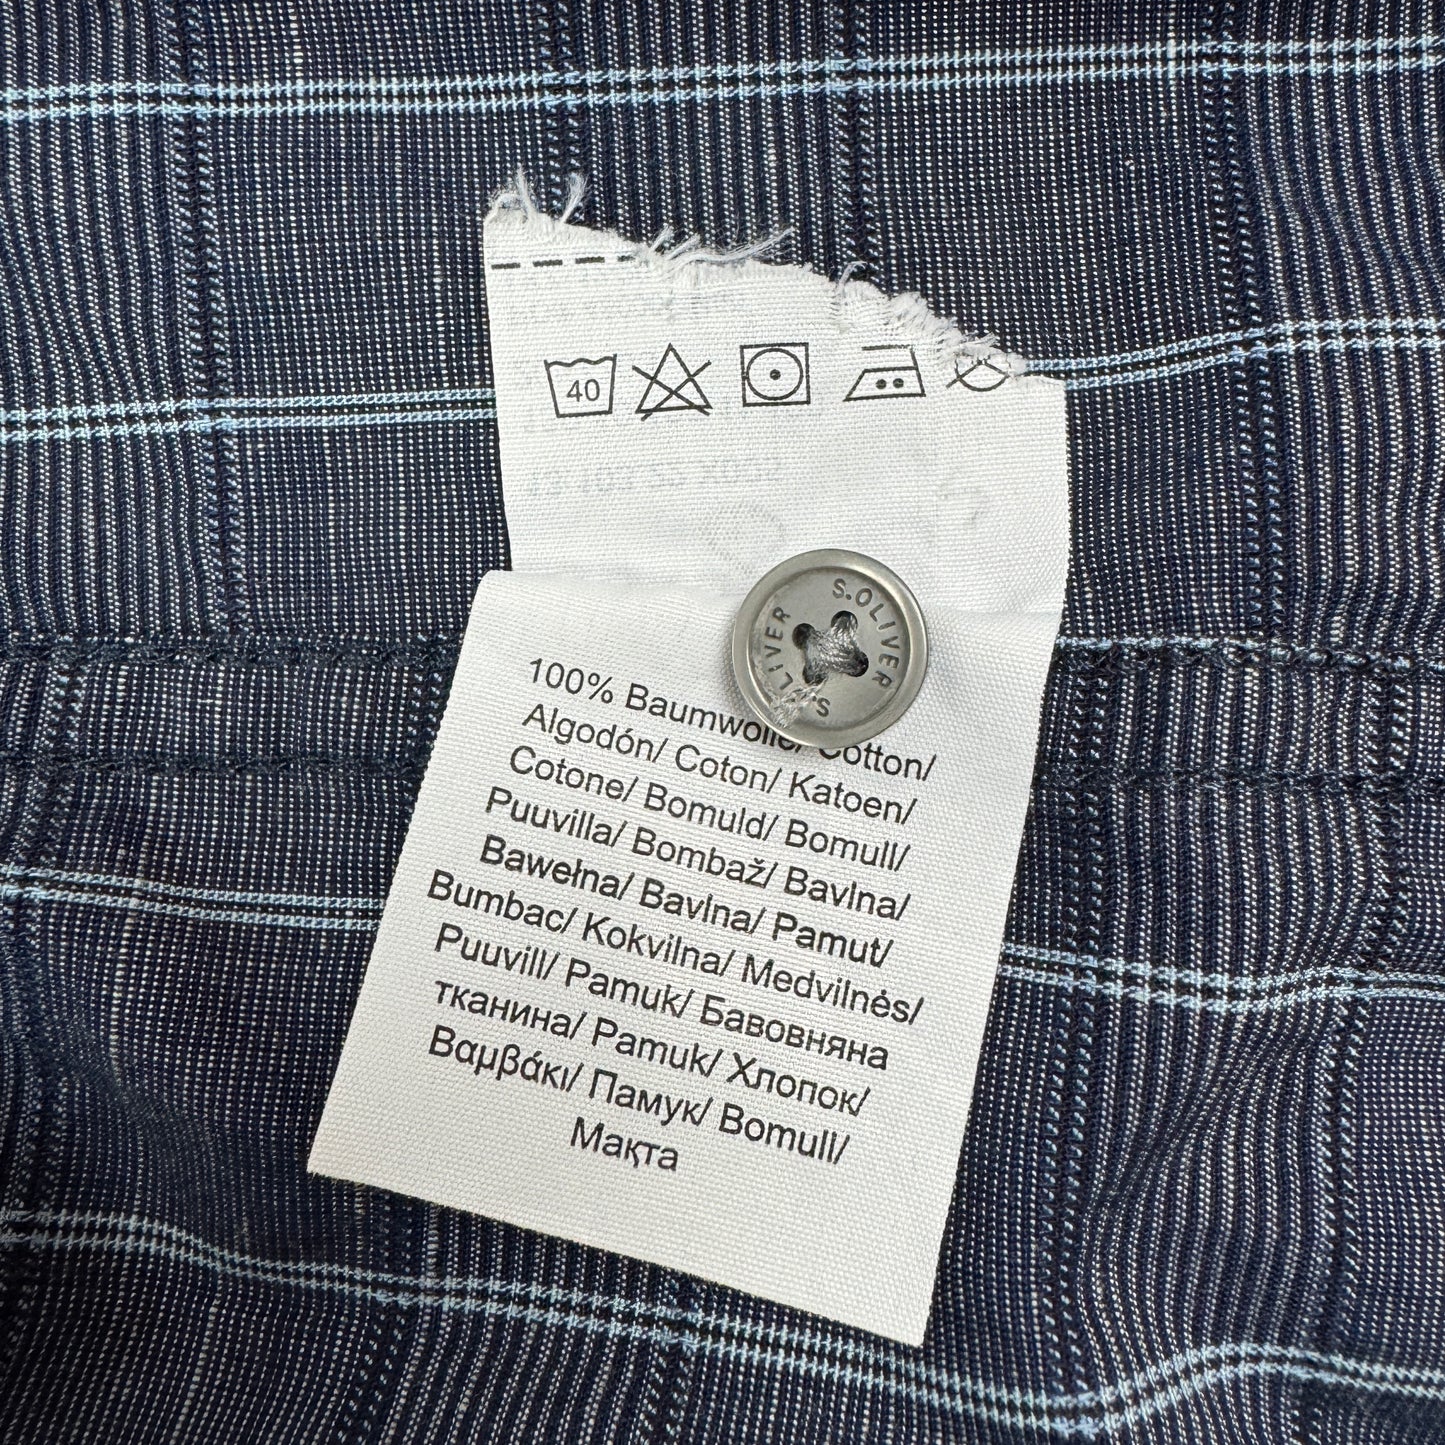 40
S.OLIVER
S.OLIVER
100% Baumwolle/ Cotton/
Algodón/ Coton/ Katoen/
Cotone/ Bomuld/ Bomull/
Puuvilla/ Bombaž/ Bavlna/
Bawełna/ Bavlna/ Pamut/
Bumbac/ Kokvilna/ Medvilnės/
Puuvill/ Pamuk/ Бавовняна
тканина/ Pamuk/ Хлопок/
Βαμβάκι/ Памук/ Bomull/
Мақта